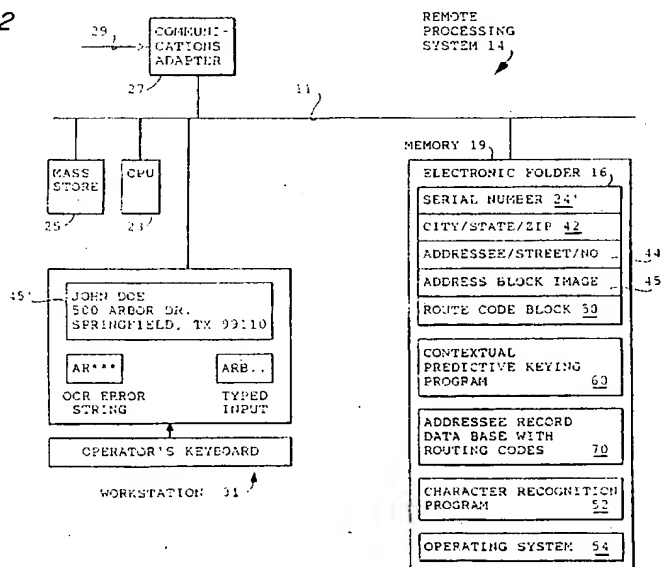 2
29
COMMUNI-
CATIONS
ADAPTER
27
REMOTE
PROCESSING
SYSTEM 14
11
MASS
STORE
25
CPU
23
MEMORY 19
ELECTRONIC FOLDER 16
SERIAL NUMBER 34'
CITY/STATE/ZIP 42
ADDRESSEE/STREET/NO
44
ADDRESS BLOCK IMAGE
45
ROUTE CODE BLOCK 50
CONTEXTUAL
PREDICTIVE KEYING
PROGRAM 60
ADDRESSEE RECORD
DATA BASE WITH
ROUTING CODES 70
CHARACTER RECOGNITION
PROGRAM 52
OPERATING SYSTEM 54
45'
JOHN DOE
500 ARBOR DR.
SPRINGFIELD, TX 99110
AR***
OCR ERROR
STRING
ARB..
TYPED
INPUT
OPERATOR'S KEYBOARD
WORKSTATION 31